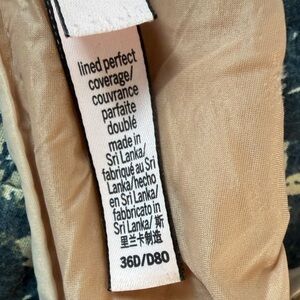 lined perfect
coverage/
couvrance
parfaite
doublé
made in
Sri Lanka/
fabriqué au Sri
Lanka/hecho
en Sri Lanka/
fabbricato in
Sri Lanka/ 斯
里兰卡制造
36D/D80